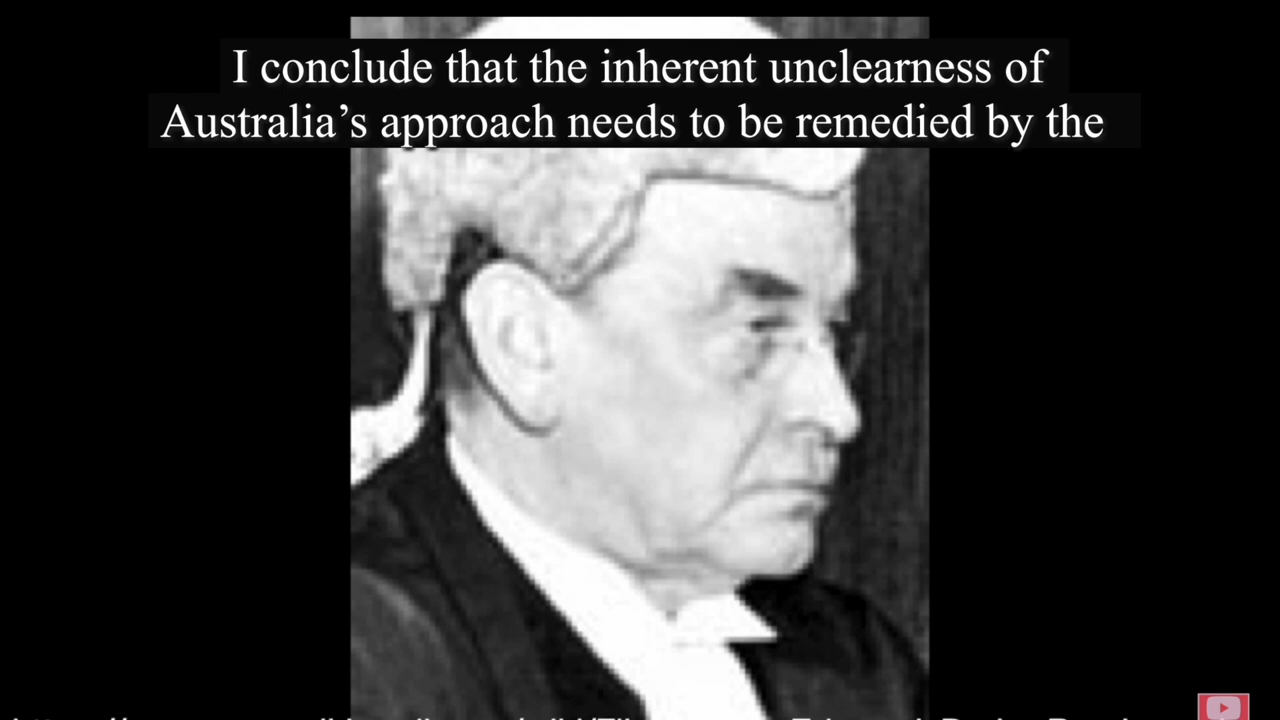 I conclude that the inherent unclearness of
Australia’s approach needs to be remedied by the